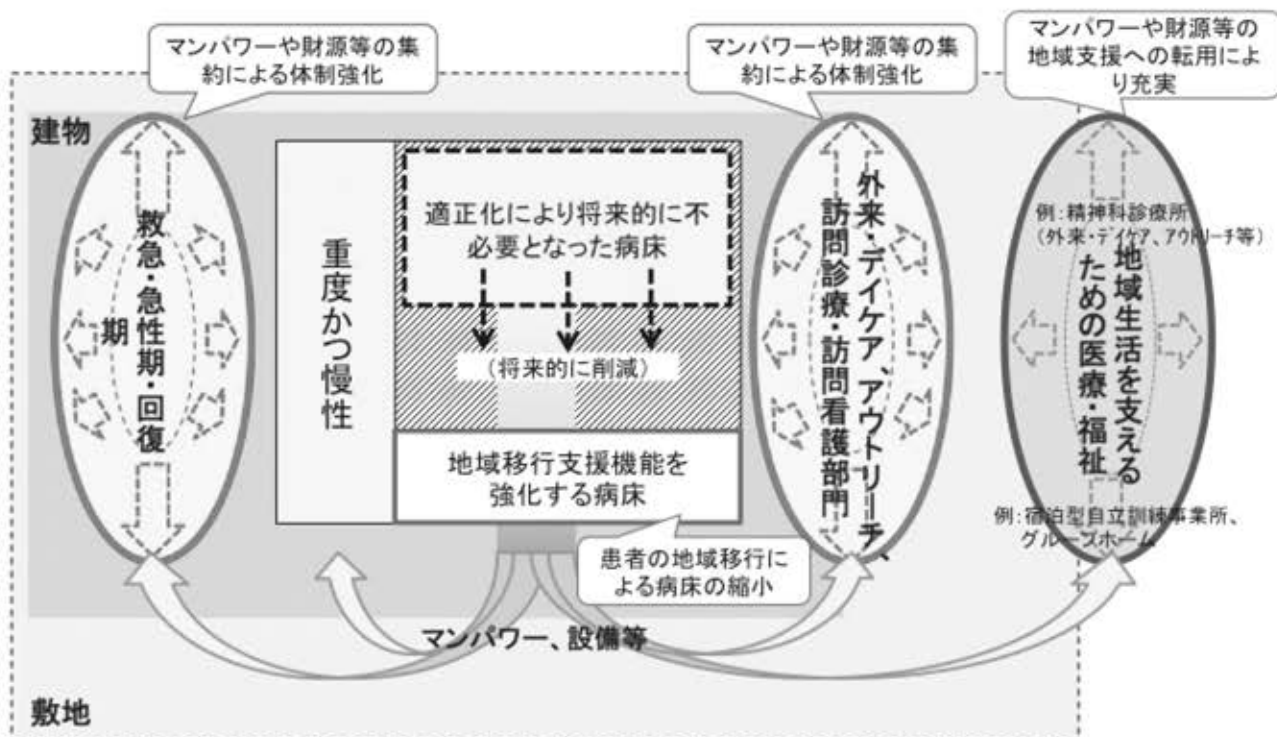 マンパワーや財源等の集
約による体制強化
マンパワーや財源等の集
約による体制強化
マンパワーや財源等の
地域支援への転用によ
り充実
建物
救急・急性期・回復
期
重度かつ慢性
適正化により将来的に不
必要となった病床
(将来的に削減)
地域移行支援機能を
強化する病床
患者の地域移行に
よる病床の縮小
外来・デイケア、アウトリーチ、
訪問診療・訪問看護部門
例:精神科診療所
(外来・デイケア、アウトリーチ等)
地域生活を支える
ための医療・福祉
例:宿泊型自立訓練事業所、
グループホーム
マンパワー、設備等
敷地